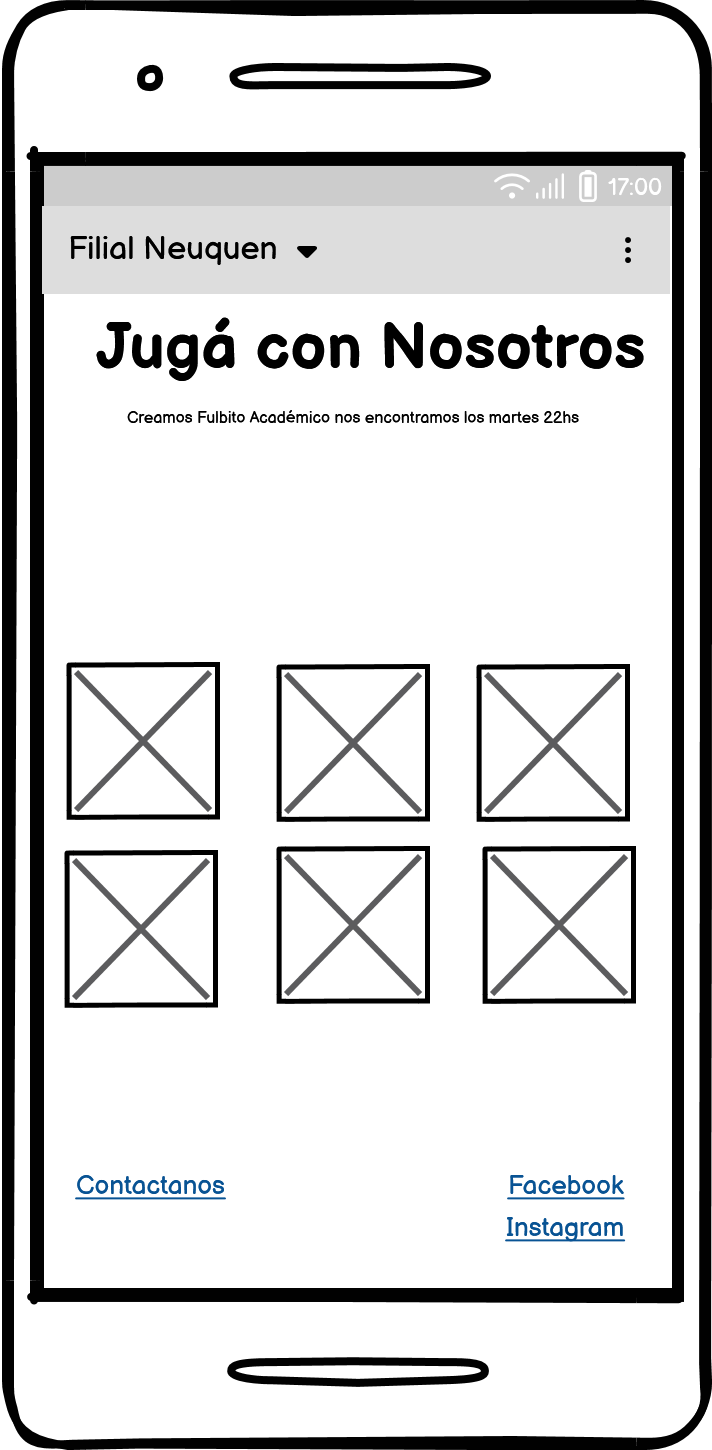 17:00
Filial Neuquen
Jugá con Nosotros
Creamos Fulbito Académico nos encontramos los martes 22hs
Contactanos
Facebook
Instagram